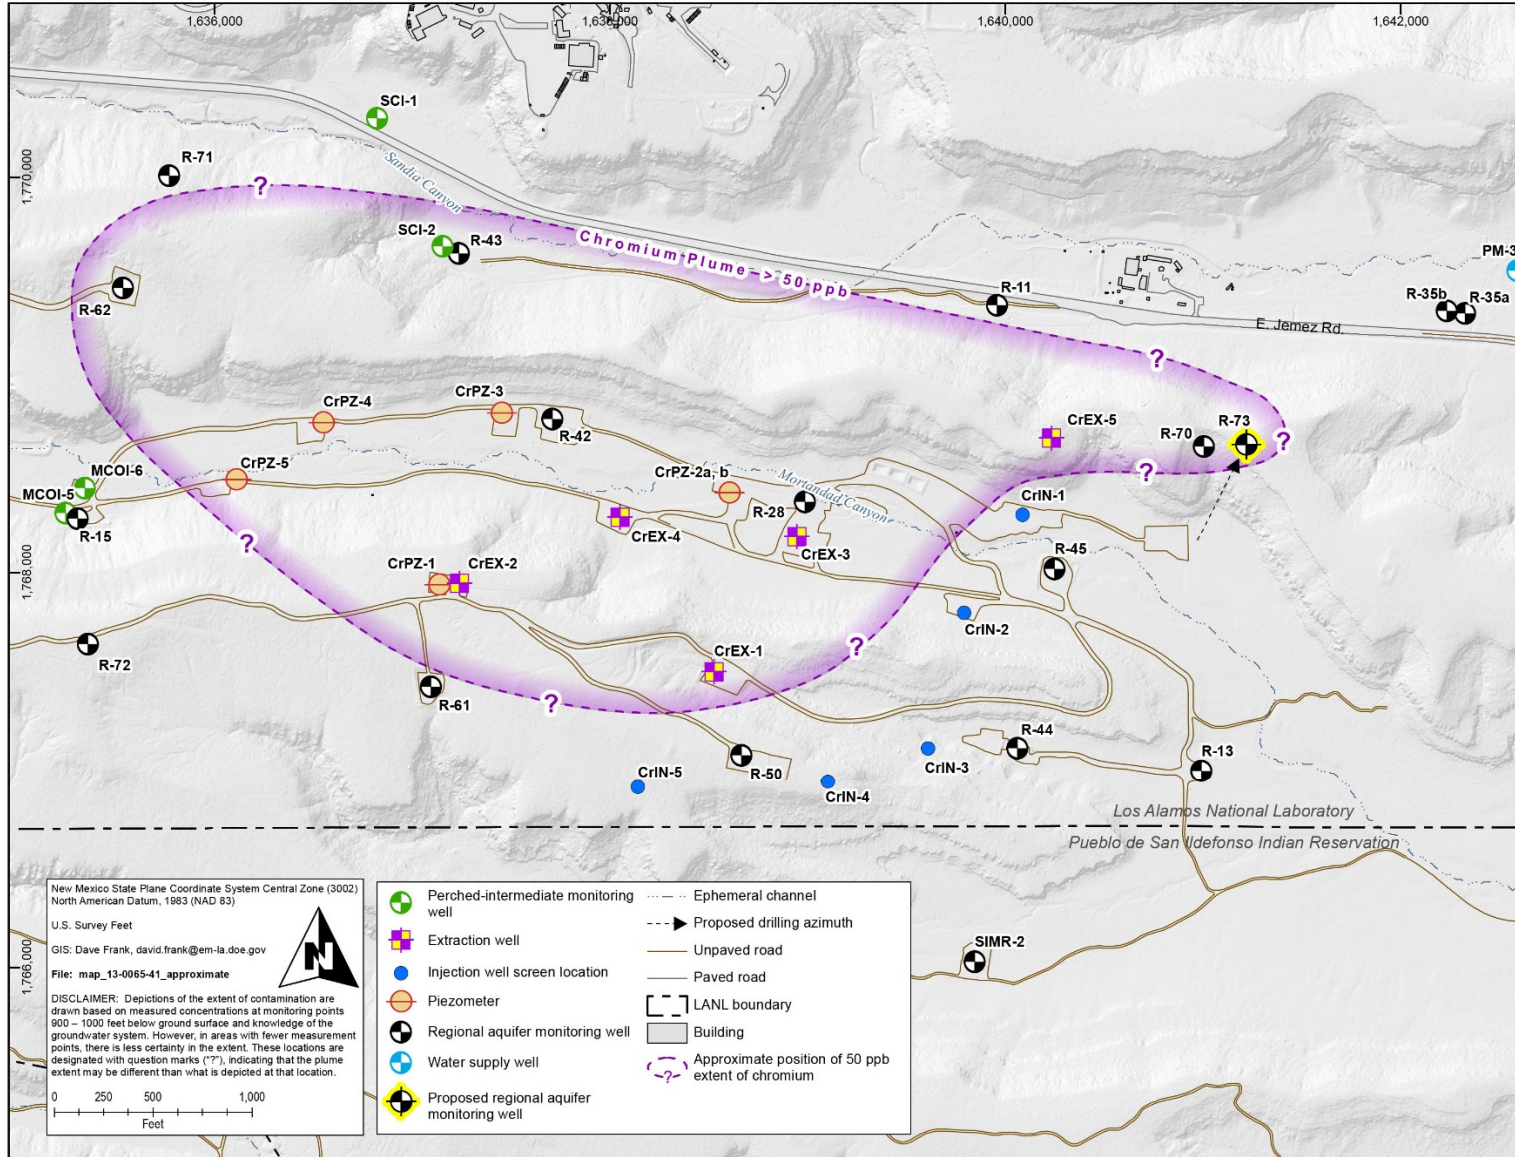 1,636,000
1,638,000
1,640,000
1,642,000
SCI-1
R-71
1,770,000
Sandia Canyon
?
SCI-2
R-43
Chromium Plume > 50 ppb
PM-3
R-62
R-11
R-35b
R-35a
E. Jemez Rd.
?
CrPZ-4
CrPZ-3
R-42
CrEX-5
R-70
R-73
?
?
MCOI-6
CrPZ-5
CrPZ-2a, b
Mortandad Canyon
MCOI-5
R-15
CrEX-4
R-28
CrEX-3
CrIN-1
?
R-45
1,768,000
CrPZ-1
CrEX-2
CrIN-2
R-72
CrEX-1
?
R-61
?
R-44
R-50
CrIN-3
R-13
CrIN-5
CrIN-4
Los Alamos National Laboratory
Pueblo de San Ildefonso Indian Reservation
SIMR-2
1,766,000
New Mexico State Plane Coordinate System Central Zone (3002)
North American Datum, 1983 (NAD 83)
U.S. Survey Feet
GIS: Dave Frank, david.frank@em-la.doe.gov
File: map_13-0065-41_approximate
N
DISCLAIMER: Depictions of the extent of contamination are
drawn based on measured concentrations at monitoring points
900 – 1000 feet below ground surface and knowledge of the
groundwater system. However, in areas with fewer measurement
points, there is less certainty in the extent. These locations are
designated with question marks ("?"), indicating that the plume
extent may be different than what is depicted at that location.
0 250 500 1,000
Feet
Perched-intermediate monitoring
well
Extraction well
Injection well screen location
Piezometer
Regional aquifer monitoring well
Water supply well
Proposed regional aquifer
monitoring well
Ephemeral channel
Proposed drilling azimuth
Unpaved road
Paved road
LANL boundary
Building
Approximate position of 50 ppb
extent of chromium
?